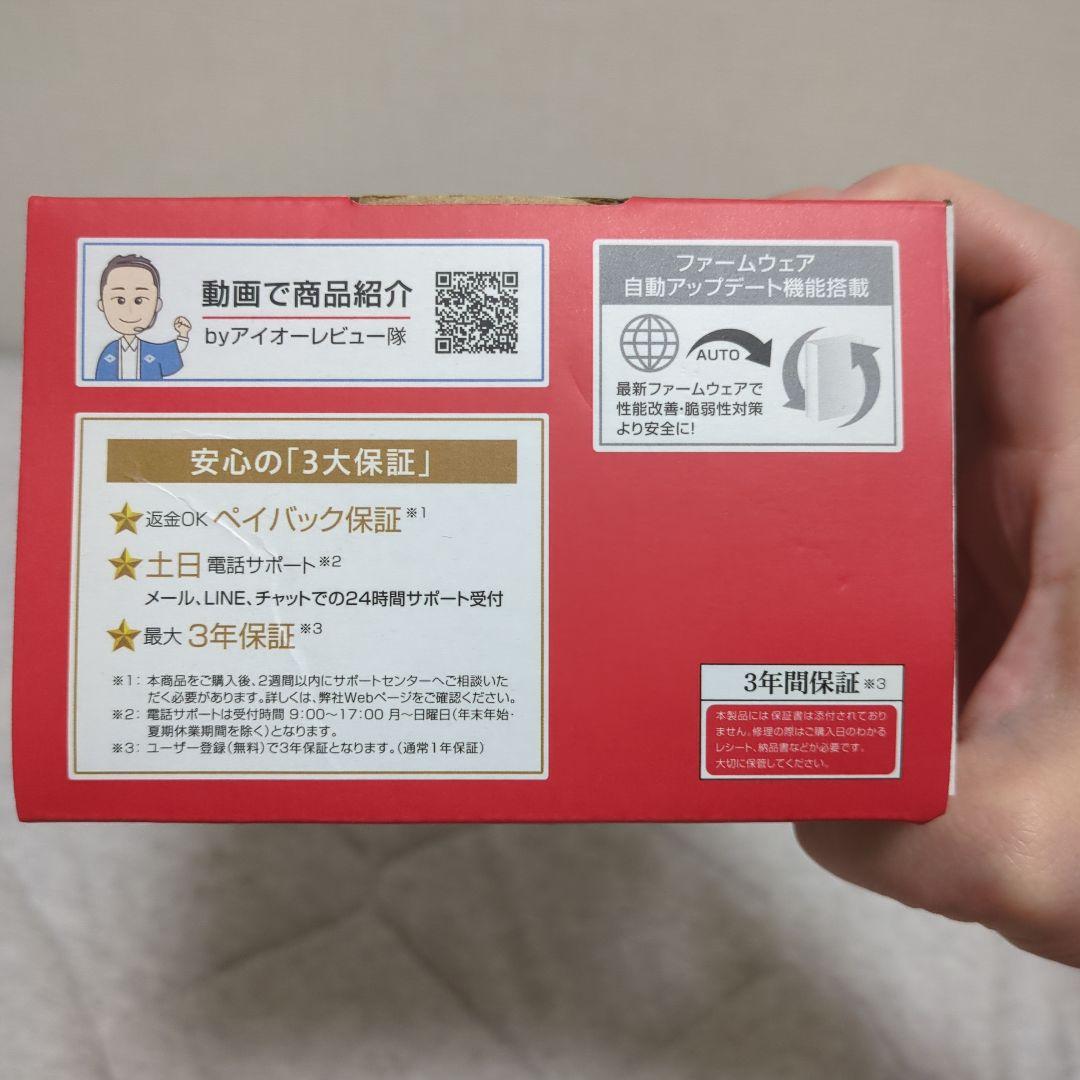 動画で商品紹介
byアイオーレビュー隊
ファームウェア
自動アップデート機能搭載
AUTO
最新ファームウェアで
性能改善・脆弱性対策
より安全に!
安心の「3大保証」
返金OK ペイバック保証※1
土日 電話サポート※2
メール、LINE、チャットでの24時間サポート受付
最大 3年保証※3
※1: 本商品をご購入後、2週間以内にサポートセンターへご相談いた
だく必要があります。詳しくは、弊社Webページをご確認ください。
※2: 電話サポートは受付時間 9:00〜17:00 月〜日曜日(年末年始・
夏期休業期間を除く)となります。
※3: ユーザー登録(無料)で3年保証となります。(通常1年保証)
3年間保証※3
本製品には 保証書は添付されており
ません。修理の際はご購入日のわかる
レシート、納品書などが必要です。
大切に保管してください。